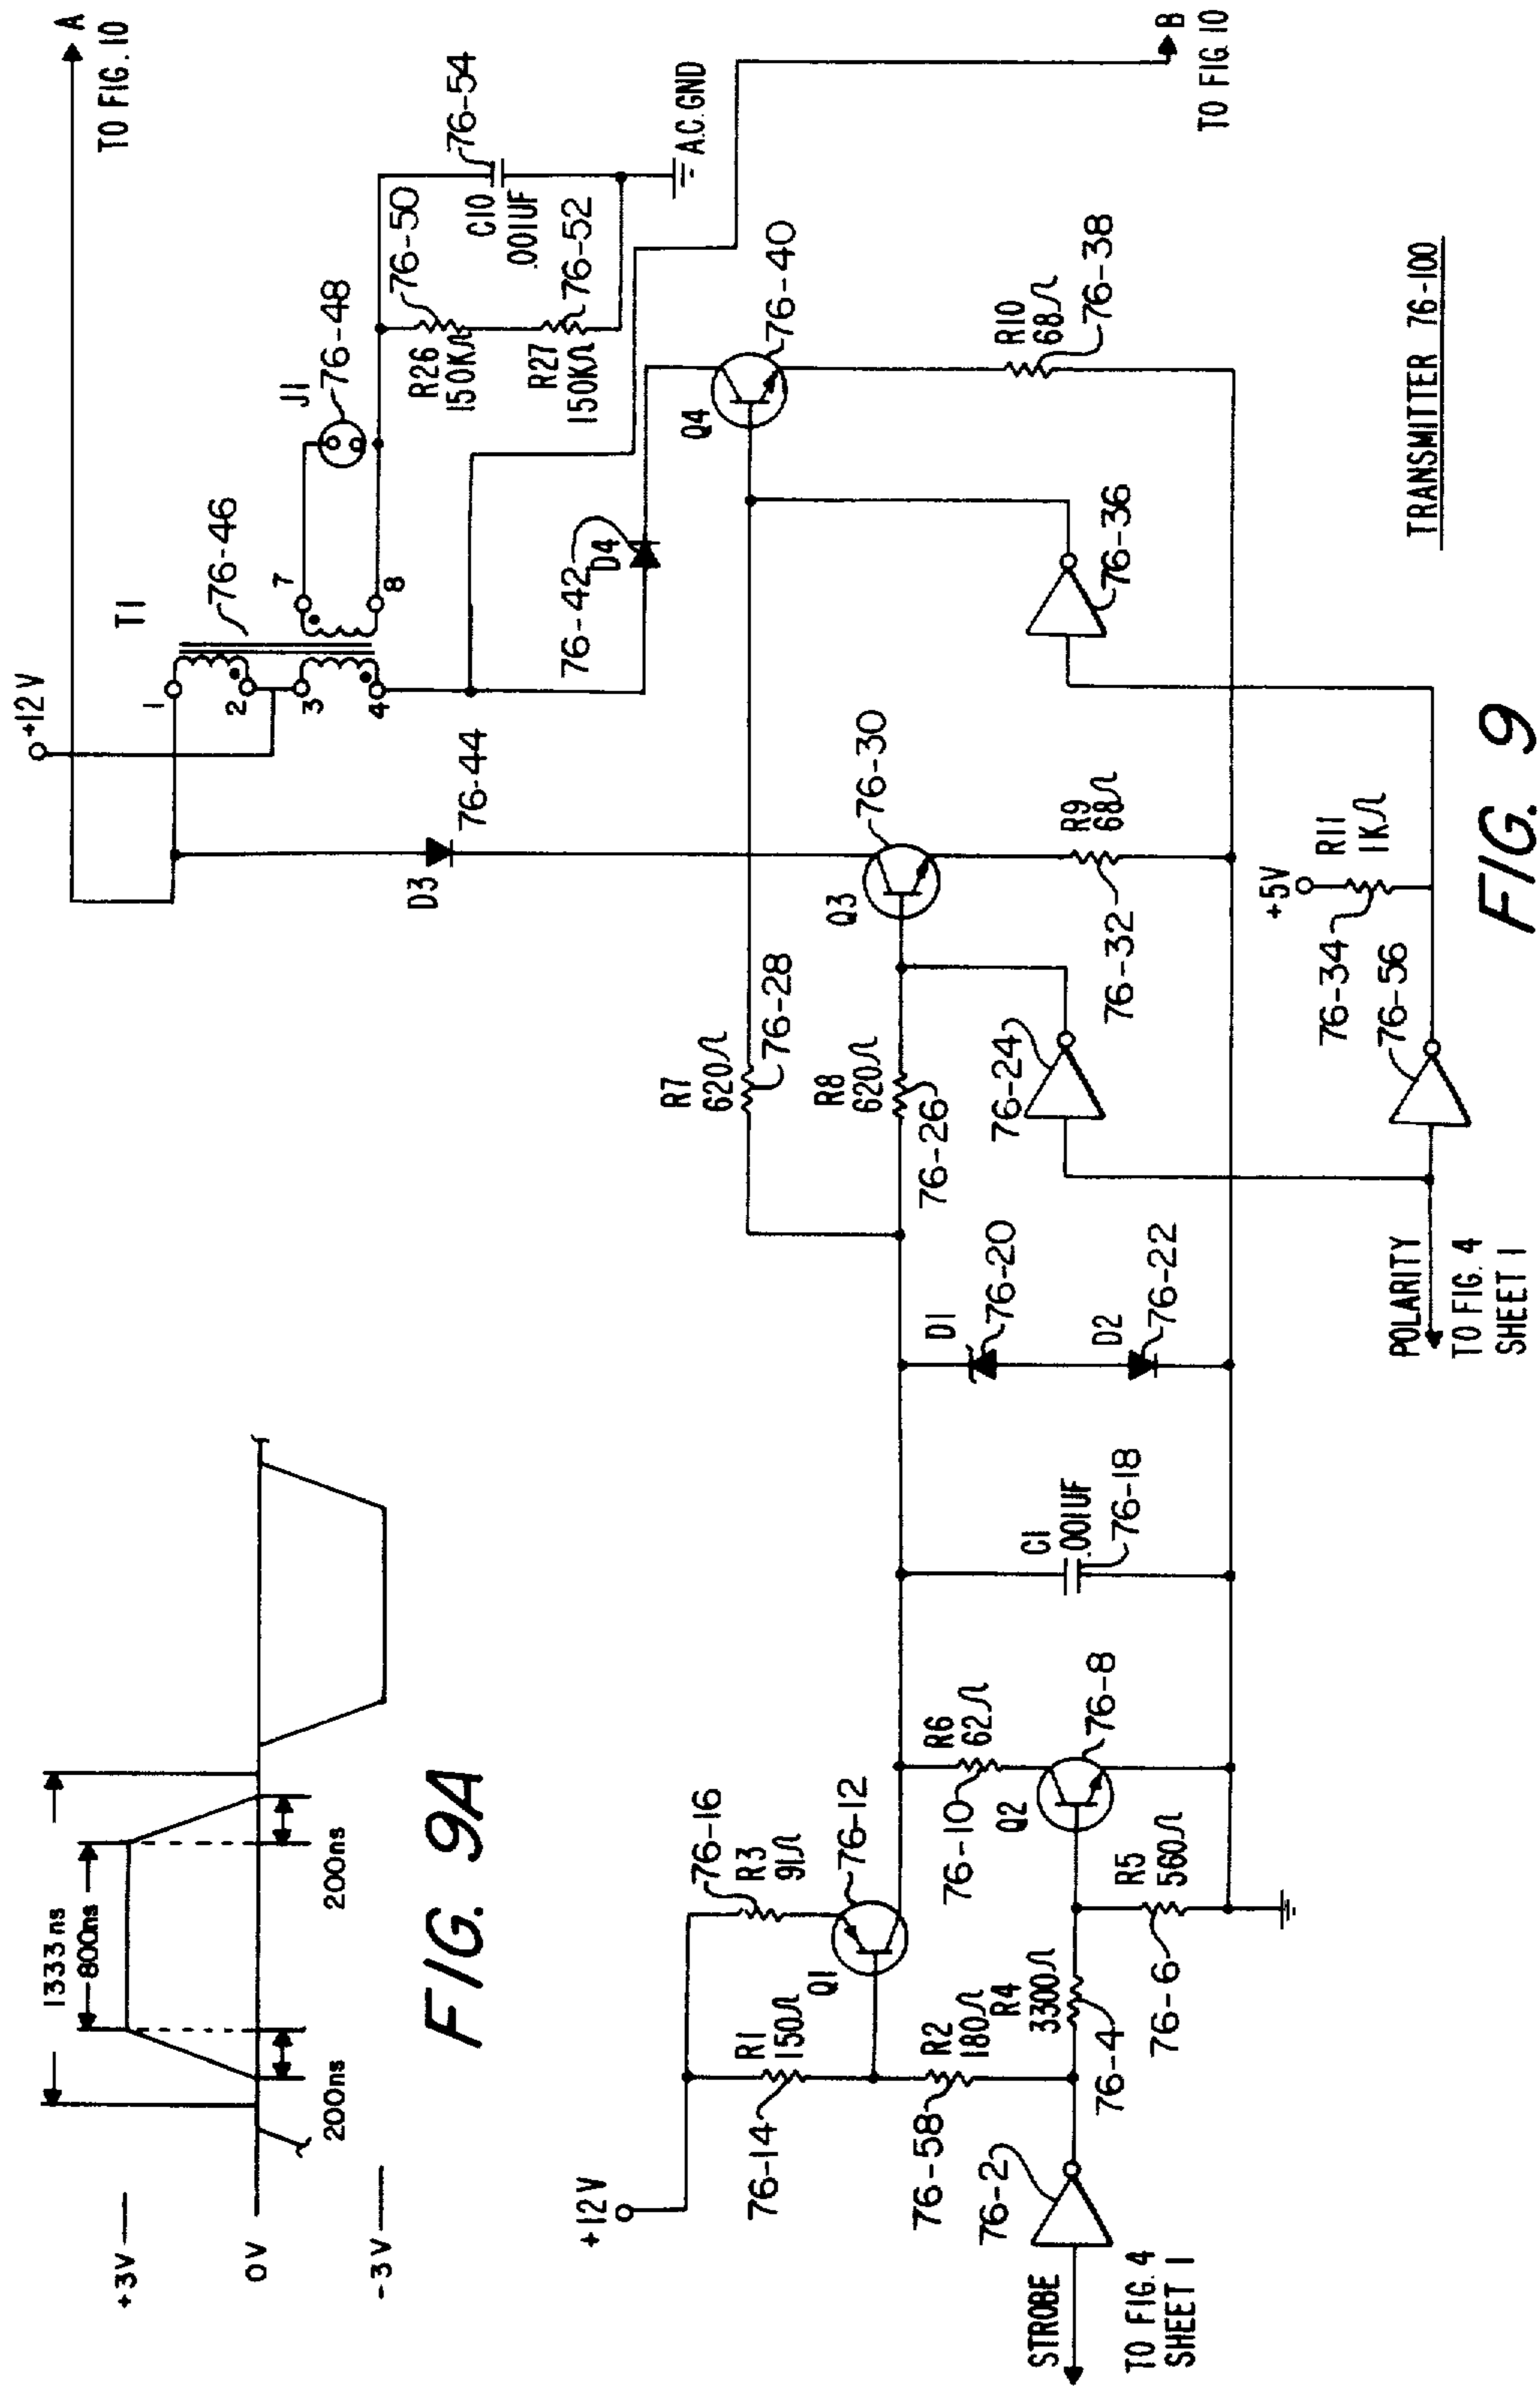 +3V
0V
-3V
1333ns
800ns
200ns
200ns
FIG. 9A
+12V
T1
1
2
3
4
7
8
76-46
J1
76-48
A
TO FIG. 10
76-50
R26
150KΩ
R27
150KΩ
76-52
C10
.001UF
76-54
A.C. GND
B
TO FIG 10
D3
76-44
76-42
D4
Q4
76-40
R10
68Ω
76-38
R7
620Ω
76-28
R8
620Ω
76-26
Q3
76-30
R9
68Ω
76-32
76-24
76-36
+12V
R1
150Ω
76-14
76-16
R3
91Ω
Q1
76-12
R2
180Ω
76-58
R4
3300Ω
76-4
76-2
STROBE
TO FIG. 4
SHEET 1
R5
560Ω
76-6
R6
62Ω
76-10
Q2
76-8
C1
.001UF
76-18
D1
76-20
D2
76-22
POLARITY
TO FIG. 4
SHEET 1
76-56
76-34
+5V
R11
1KΩ
TRANSMITTER 76-100
FIG. 9